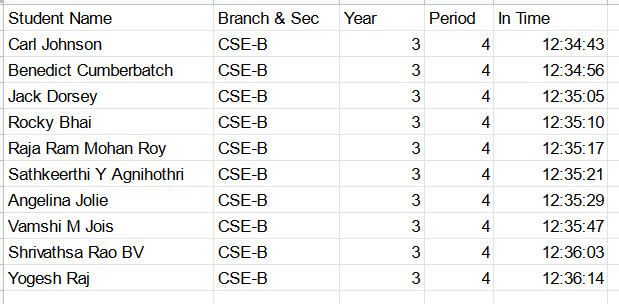 Student Name Branch & Sec Year Period In Time
Carl Johnson CSE-B 3 4 12:34:43
Benedict Cumberbatch CSE-B 3 4 12:34:56
Jack Dorsey CSE-B 3 4 12:35:05
Rocky Bhai CSE-B 3 4 12:35:10
Raja Ram Mohan Roy CSE-B 3 4 12:35:17
Sathkeerthi Y Agnihothri CSE-B 3 4 12:35:21
Angelina Jolie CSE-B 3 4 12:35:29
Vamshi M Jois CSE-B 3 4 12:35:47
Shrivathsa Rao BV CSE-B 3 4 12:36:03
Yogesh Raj CSE-B 3 4 12:36:14